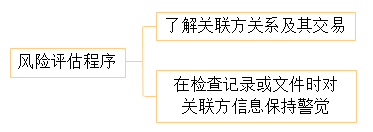 了解关联方关系及其交易
风险评估程序
在检查记录或文件时对
关联方信息保持警觉